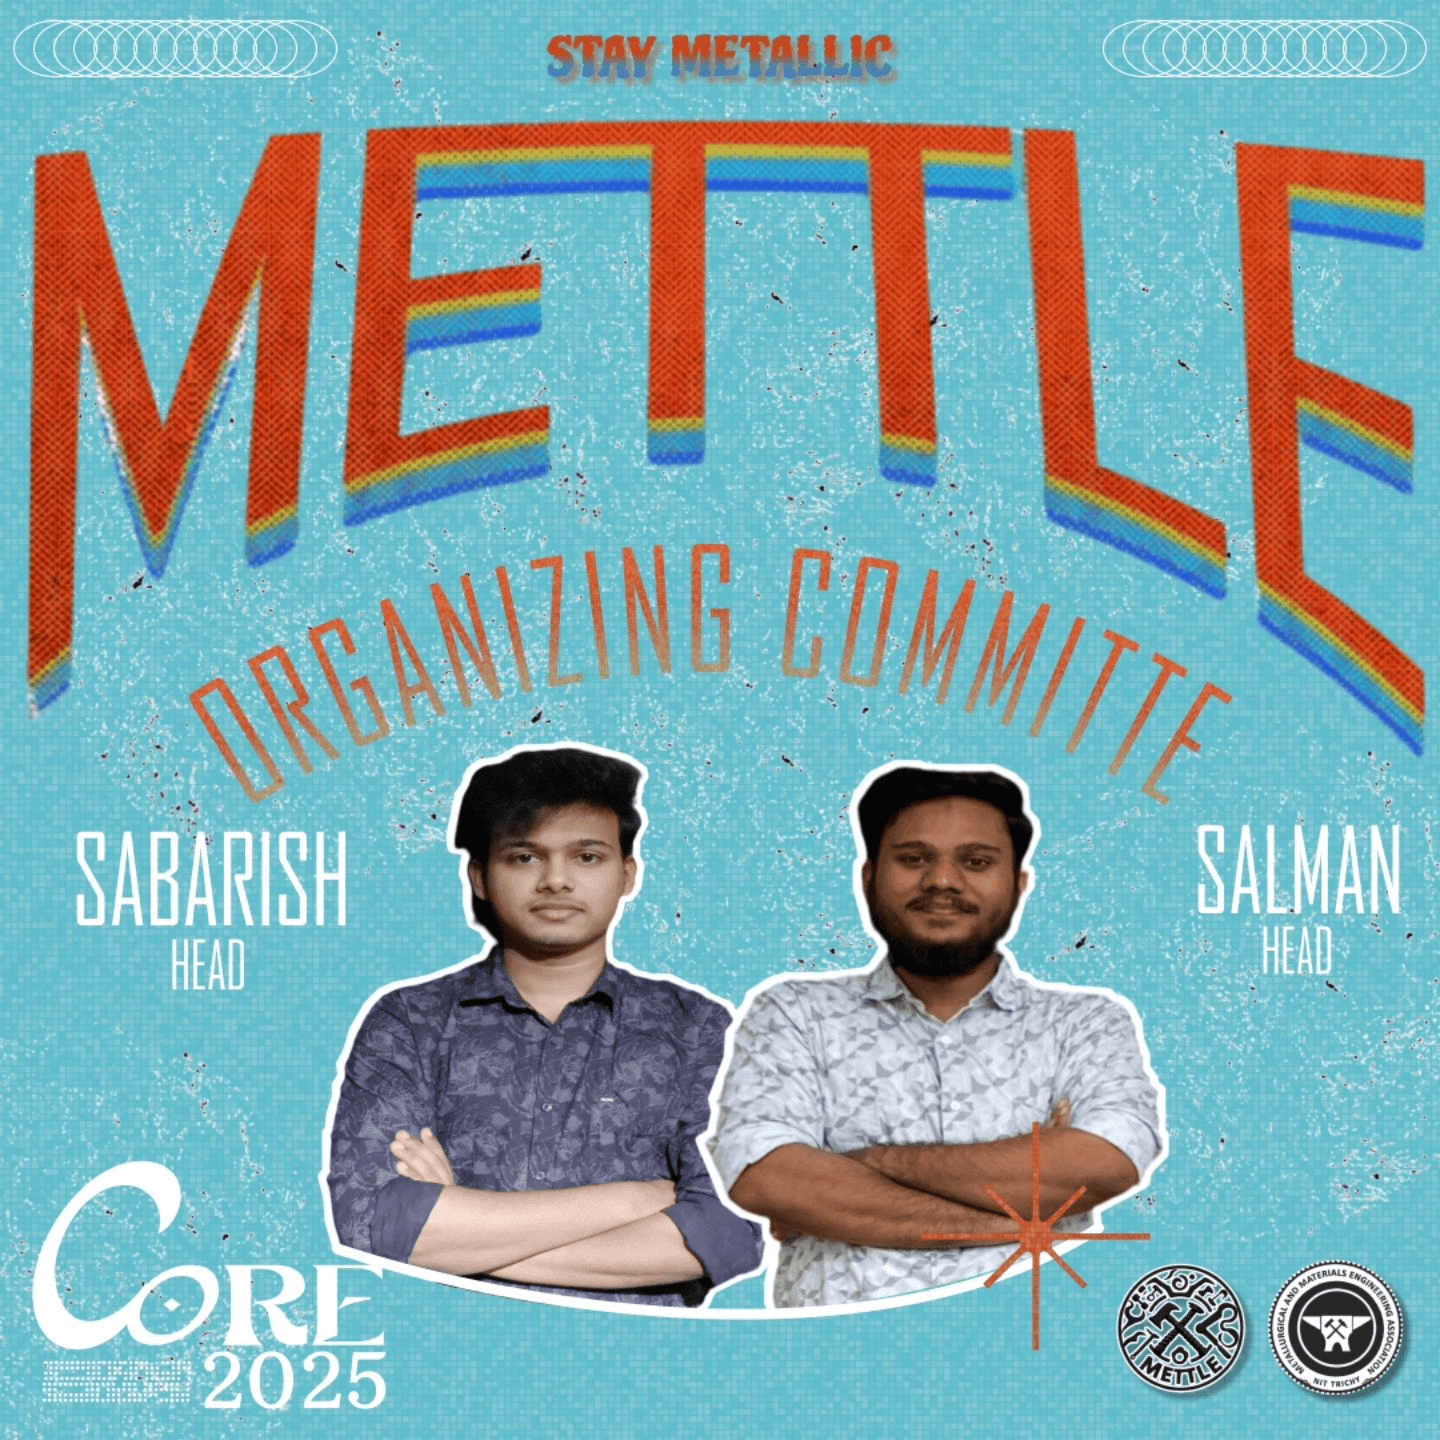 STAY METALLIC
METTLE
ORGANIZING COMMITTE
SABARISH
HEAD
SALMAN
HEAD
CORE
2025
METTLE
METALLURGICAL AND MATERIALS ENGINEERING ASSOCIATION
NIT TRICHY